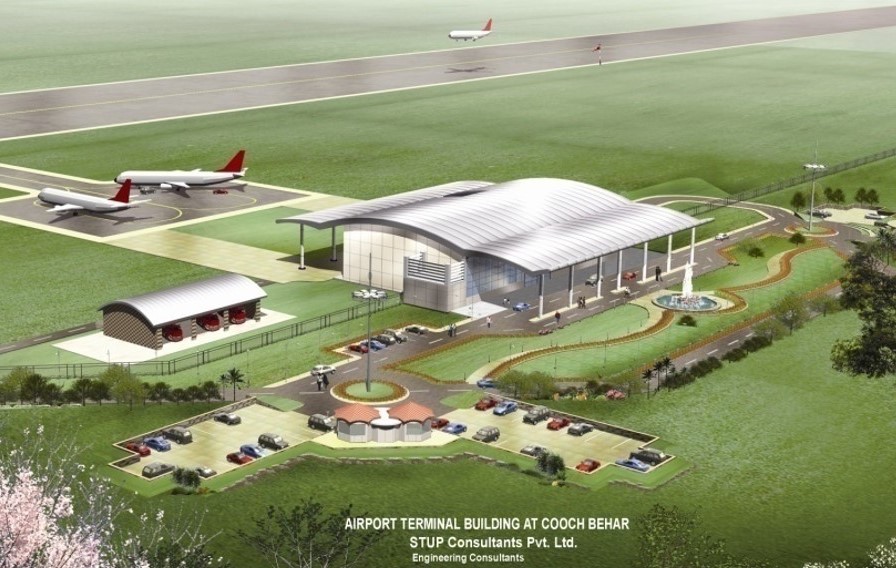 AIRPORT TERMINAL BUILDING AT COOCH BEHAR
STUP Consultants Pvt. Ltd.
Engineering Consultants